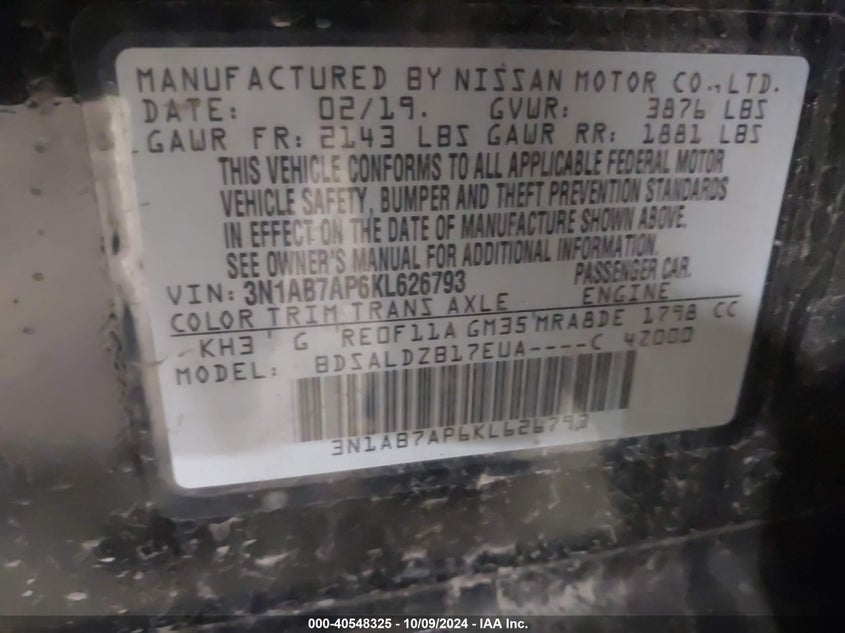 MANUFACTURED BY NISSAN MOTOR CO., LTD.
DATE: 02/19. GVWR: 3876 LBS
GAWR FR: 2143 LBS GAWR RR: 1881 LBS
THIS VEHICLE CONFORMS TO ALL APPLICABLE FEDERAL MOTOR
VEHICLE SAFETY, BUMPER AND THEFT PREVENTION STANDARDS
IN EFFECT ON THE DATE OF MANUFACTURE SHOWN ABOVE.
SEE OWNER'S MANUAL FOR ADDITIONAL INFORMATION.
VIN: 3N1AB7AP6KL626793 PASSENGER CAR.
COLOR TRIM TRANS AXLE ENGINE
KH3 G RE0F11A GM35 MRA8DE 1798 CC
MODEL: BDSALDZB17EUA----C 42000
3N1AB7AP6KL626793
000-40548325 - 10/09/2024 - IAA Inc.